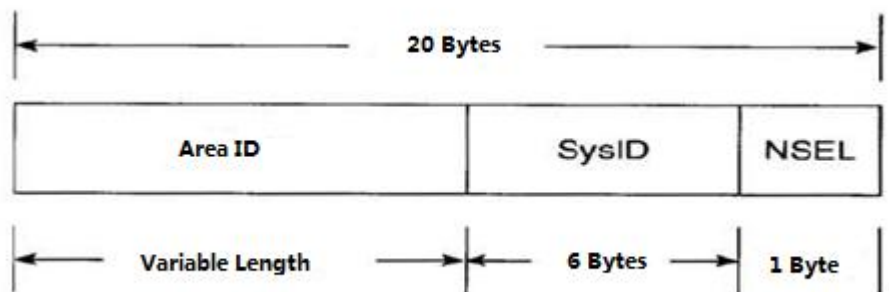 20 Bytes
Area ID SysID NSEL
Variable Length 6 Bytes 1 Byte